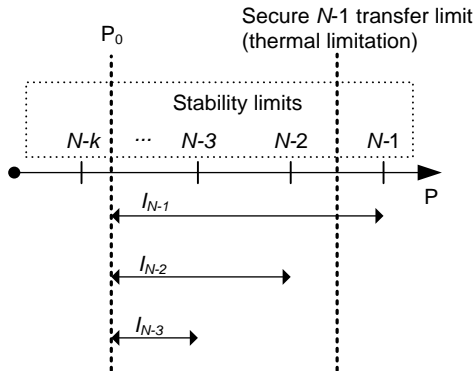 Secure N-1 transfer limit
(thermal limitation)
P0
Stability limits
N-k ... N-3 N-2 N-1
P
IN-1
IN-2
IN-3